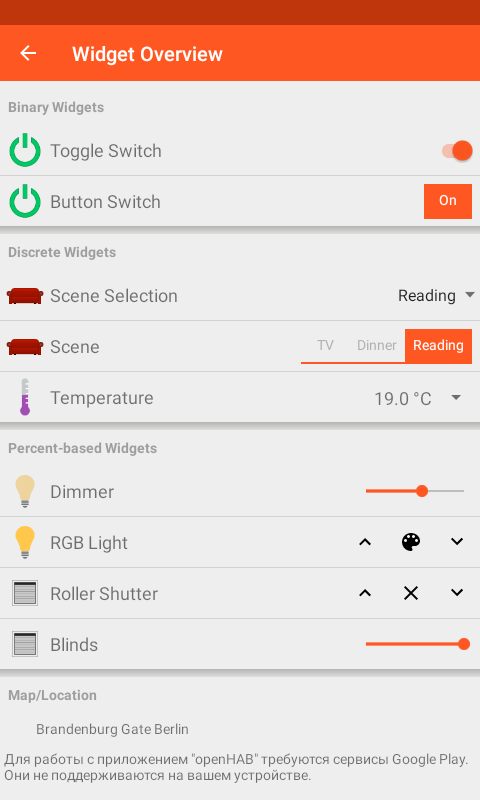 Widget Overview
Binary Widgets
Toggle Switch
Button Switch
On
Discrete Widgets
Scene Selection
Reading
Scene
TV
Dinner
Reading
Temperature
19.0 °C
Percent-based Widgets
Dimmer
RGB Light
Roller Shutter
Blinds
Map/Location
Brandenburg Gate Berlin
Для работы с приложением "openHAB" требуются сервисы Google Play.
Они не поддерживаются на вашем устройстве.